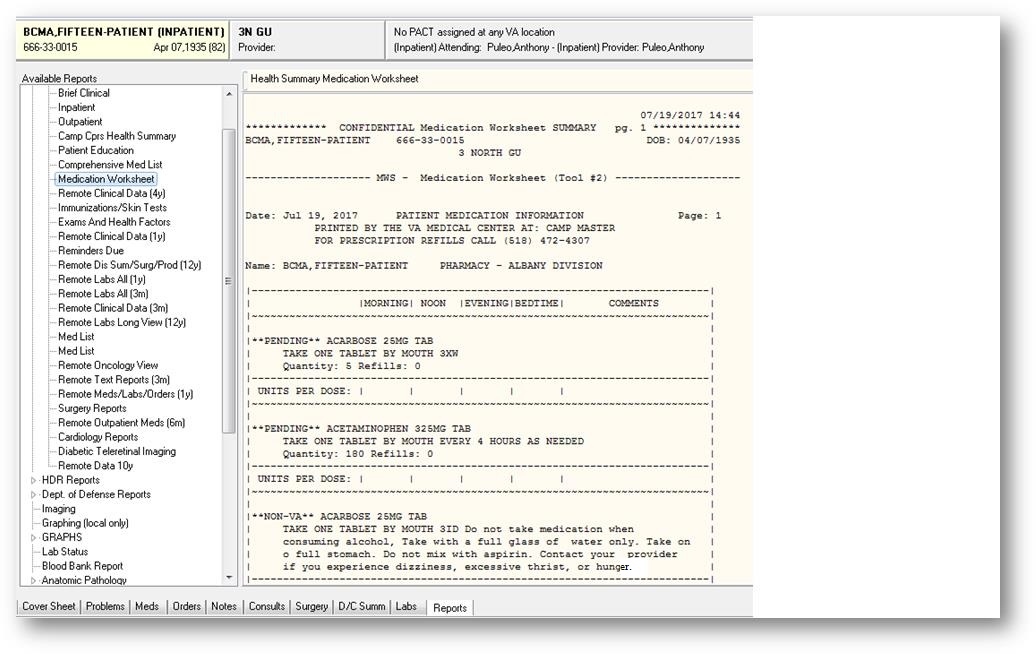 BCMA,FIFTEEN-PATIENT (INPATIENT)
666-33-0015 Apr 07,1935 (82)
3N GU
Provider:
No PACT assigned at any VA location
(Inpatient) Attending: Puleo,Anthony - (Inpatient) Provider: Puleo,Anthony
Available Reports
Brief Clinical
Inpatient
Outpatient
Camp Cprs Health Summary
Patient Education
Comprehensive Med List
Medication Worksheet
Remote Clinical Data (4y)
Immunizations/Skin Tests
Exams And Health Factors
Remote Clinical Data (1y)
Reminders Due
Remote Dis Sum/Surg/Prod (12y)
Remote Labs All (1y)
Remote Labs All (3m)
Remote Clinical Data (3m)
Remote Labs Long View (12y)
Med List
Med List
Remote Oncology View
Remote Text Reports (3m)
Remote Meds/Labs/Orders (1y)
Surgery Reports
Remote Outpatient Meds (6m)
Cardiology Reports
Diabetic Teleretinal Imaging
Remote Data 10y
HDR Reports
Dept. of Defense Reports
Imaging
Graphing (local only)
GRAPHS
Lab Status
Blood Bank Report
Anatomic Pathology
Health Summary Medication Worksheet
07/19/2017 14:44
************* CONFIDENTIAL Medication Worksheet SUMMARY pg. 1 **************
BCMA,FIFTEEN-PATIENT 666-33-0015 DOB: 04/07/1935
3 NORTH GU
-------------------- MWS - Medication Worksheet (Tool #2) --------------------
Date: Jul 19, 2017 PATIENT MEDICATION INFORMATION Page: 1
PRINTED BY THE VA MEDICAL CENTER AT: CAMP MASTER
FOR PRESCRIPTION REFILLS CALL (518) 472-4307
Name: BCMA,FIFTEEN-PATIENT PHARMACY - ALBANY DIVISION
|MORNING| NOON |EVENING|BEDTIME| COMMENTS |
**PENDING** ACARBOSE 25MG TAB
TAKE ONE TABLET BY MOUTH 3XW
Quantity: 5 Refills: 0
UNITS PER DOSE: | | | | |
**PENDING** ACETAMINOPHEN 325MG TAB
TAKE ONE TABLET BY MOUTH EVERY 4 HOURS AS NEEDED
Quantity: 180 Refills: 0
UNITS PER DOSE: | | | | |
**NON-VA** ACARBOSE 25MG TAB
TAKE ONE TABLET BY MOUTH 3ID Do not take medication when
consuming alcohol, Take with a full glass of water only. Take on
o full stomach. Do not mix with aspirin. Contact your provider
if you experience dizziness, excessive thrist, or hunger.
Cover Sheet Problems Meds Orders Notes Consults Surgery D/C Summ Labs Reports